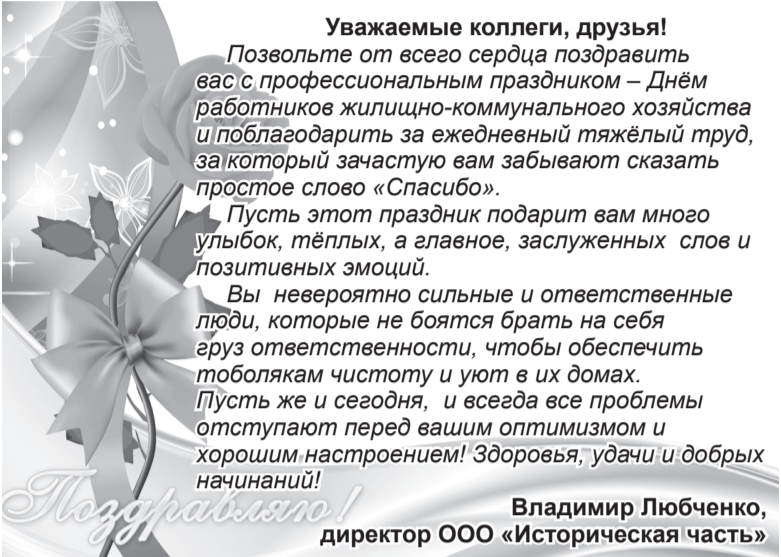 Уважаемые коллеги, друзья!
Позвольте от всего сердца поздравить
вас с профессиональным праздником – Днём
работников жилищно-коммунального хозяйства
и поблагодарить за ежедневный тяжёлый труд,
за который зачастую вам забывают сказать
простое слово «Спасибо».
Пусть этот праздник подарит вам много
улыбок, тёплых, а главное, заслуженных слов и
позитивных эмоций.
Вы невероятно сильные и ответственные
люди, которые не боятся брать на себя
груз ответственности, чтобы обеспечить
тоболякам чистоту и уют в их домах.
Пусть же и сегодня, и всегда все проблемы
отступают перед вашим оптимизмом и
хорошим настроением! Здоровья, удачи и добрых
начинаний!
Поздравляю!
Владимир Любченко,
директор ООО «Историческая часть»